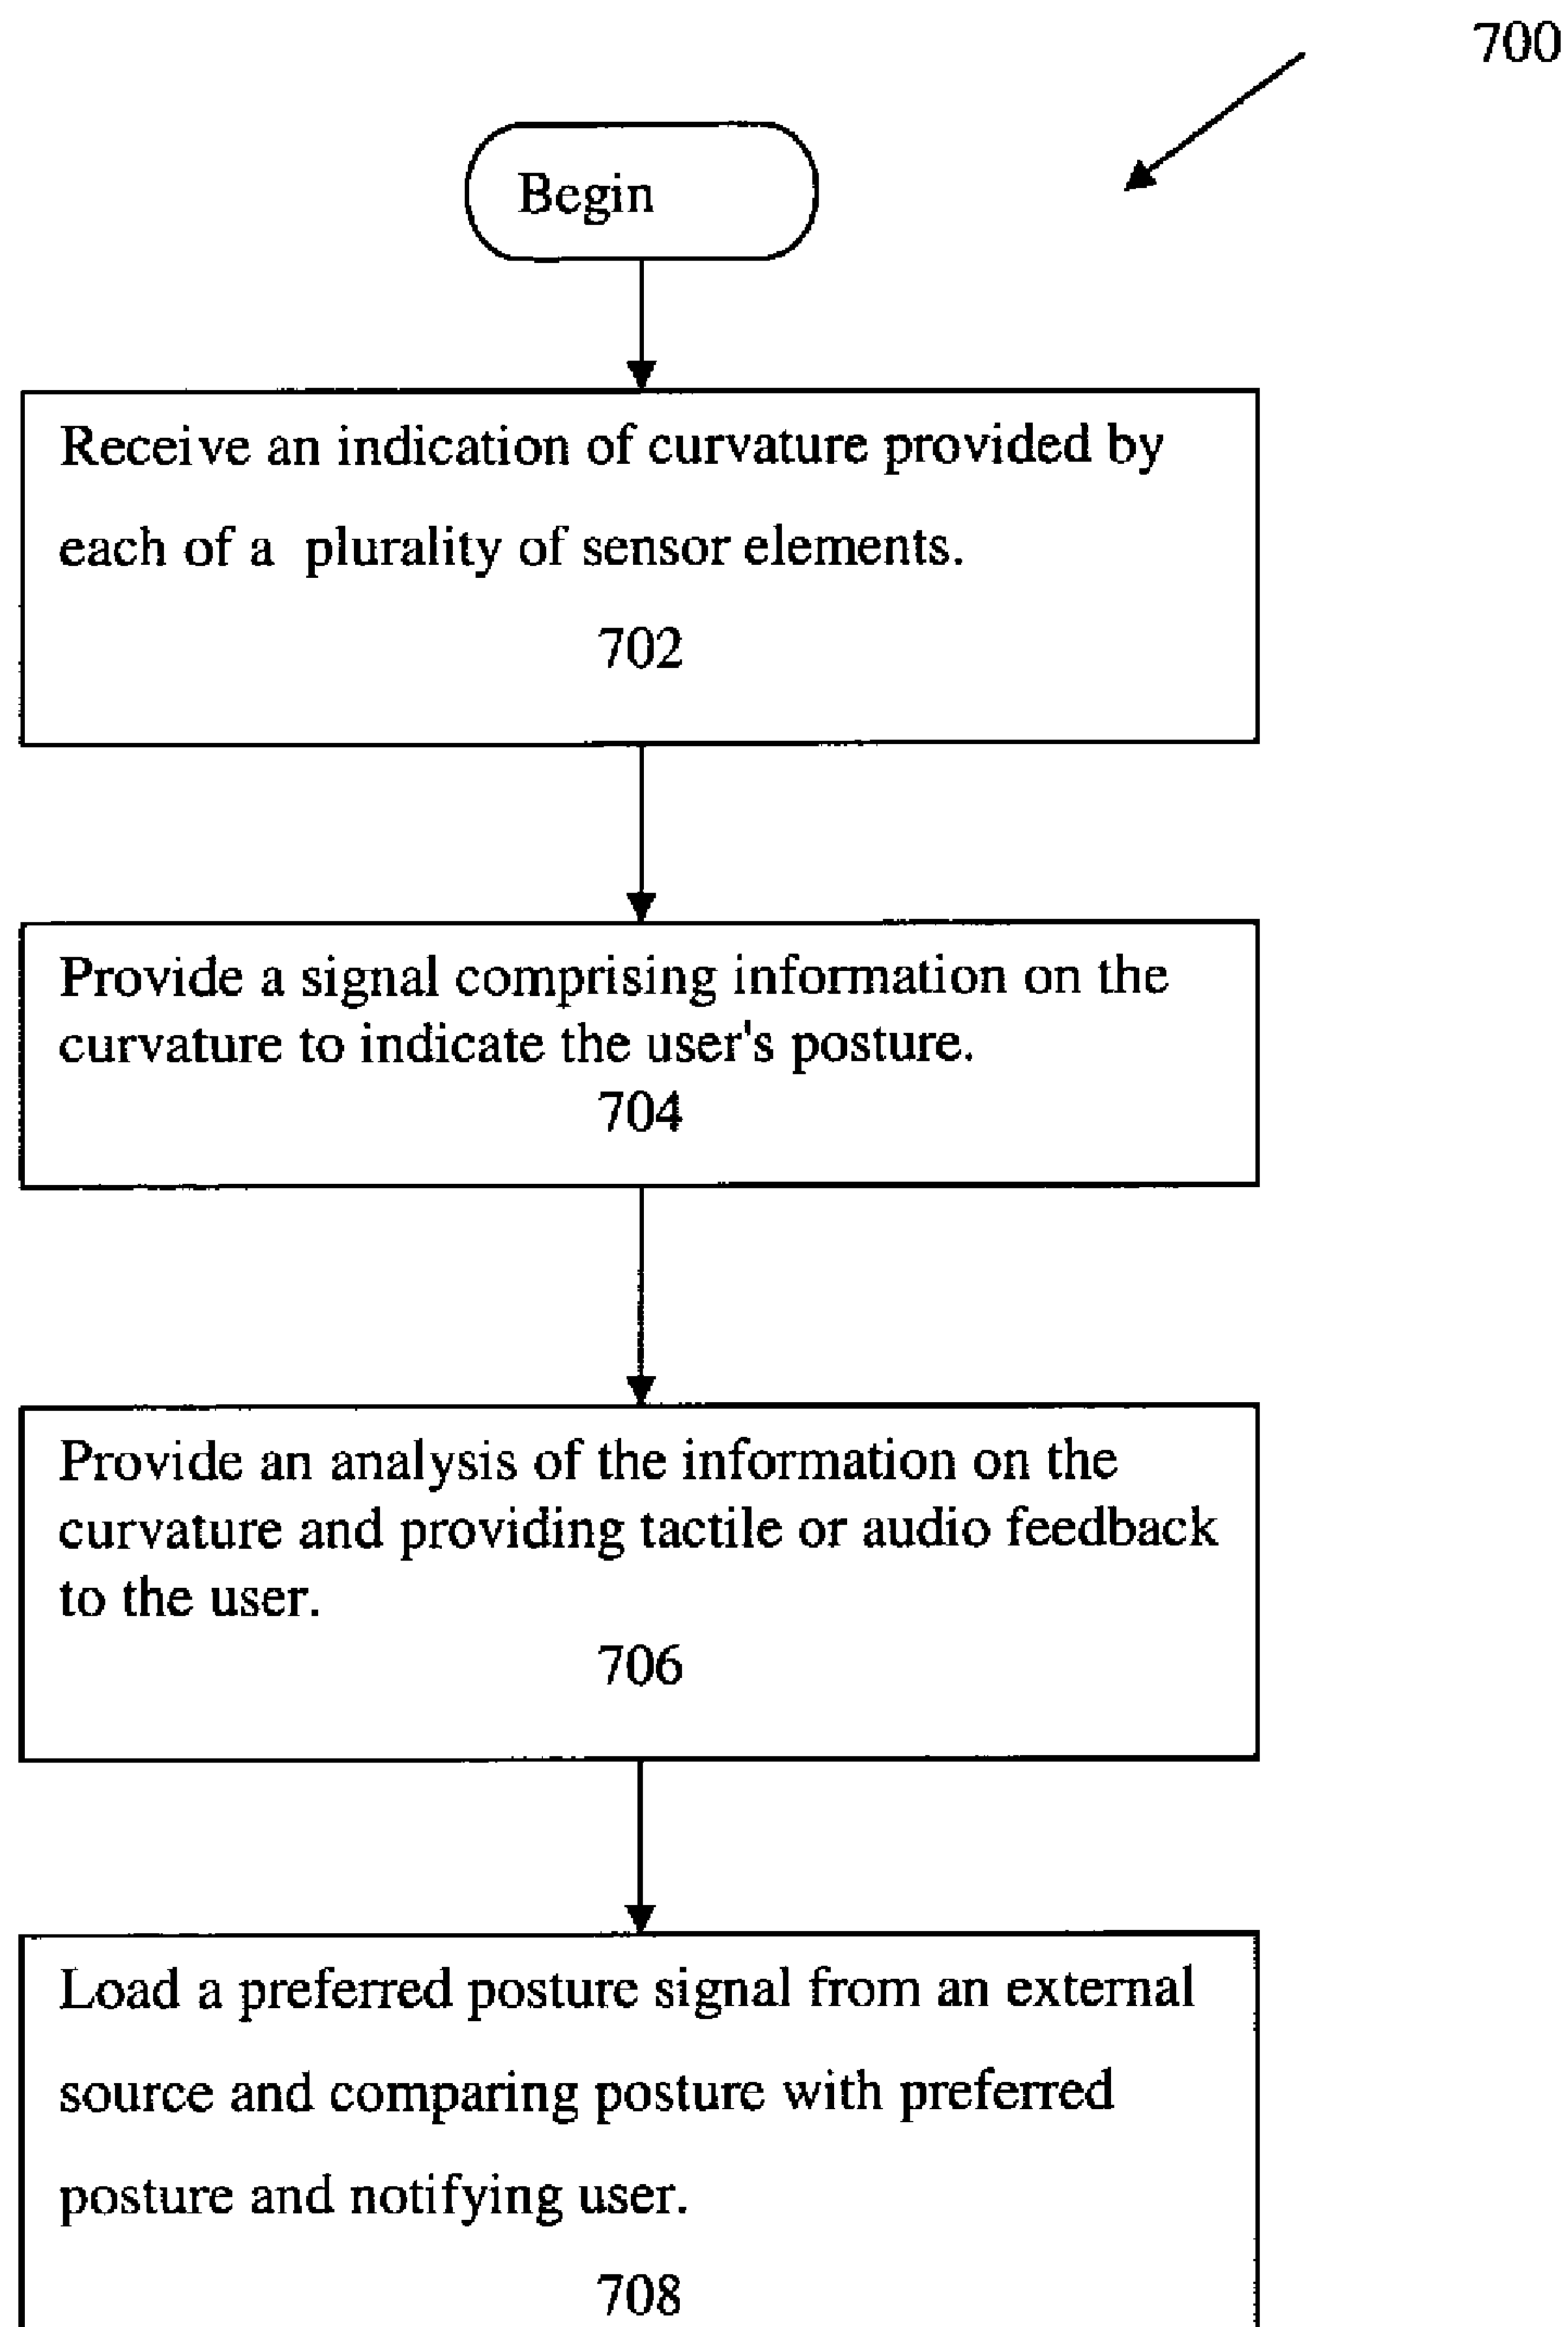 700
Begin
Receive an indication of curvature provided by
each of a plurality of sensor elements.
702
Provide a signal comprising information on the
curvature to indicate the user's posture.
704
Provide an analysis of the information on the
curvature and providing tactile or audio feedback
to the user.
706
Load a preferred posture signal from an external
source and comparing posture with preferred
posture and notifying user.
708